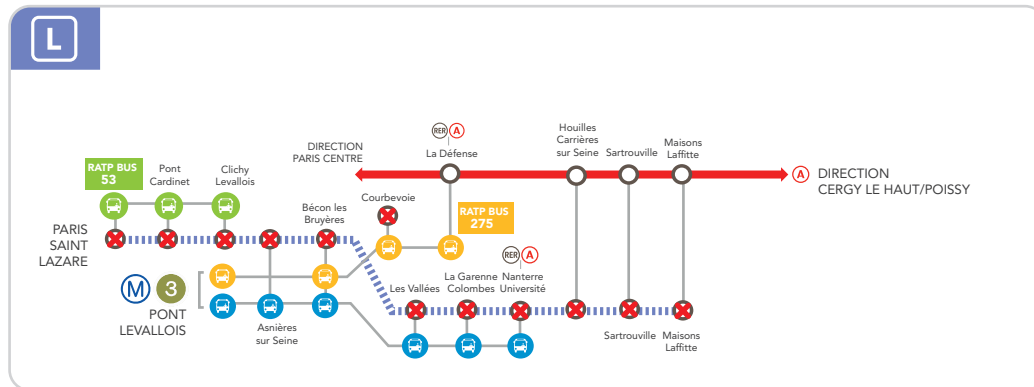 L
RER A
La Défense
DIRECTION
PARIS CENTRE
Houilles
Carrières
sur Seine
Sartrouville
Maisons
Laffitte
A DIRECTION
CERGY LE HAUT/POISSY
RATP BUS
53
Pont
Cardinet
Clichy
Levallois
Bécon les
Bruyères
Courbevoie
RATP BUS
275
PARIS
SAINT
LAZARE
RER A
Les Vallées
La Garenne
Colombes
Nanterre
Université
M 3
PONT
LEVALLOIS
Asnières
sur Seine
Sartrouville
Maisons
Laffitte